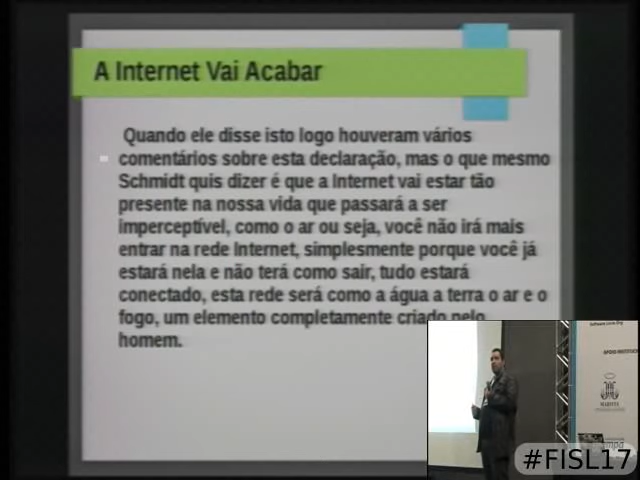 A Internet Vai Acabar
Quando ele disse isto logo houveram vários
comentários sobre esta declaração, mas o que mesmo
Schmidt quis dizer é que a Internet vai estar tão
presente na nossa vida que passará a ser
imperceptível, como o ar ou seja, você não irá mais
entrar na rede Internet, simplesmente porque você já
estará nela e não terá como sair, tudo estará
conectado, esta rede será como a água a terra o ar e o
fogo, um elemento completamente criado pelo
homem.
#FISL17